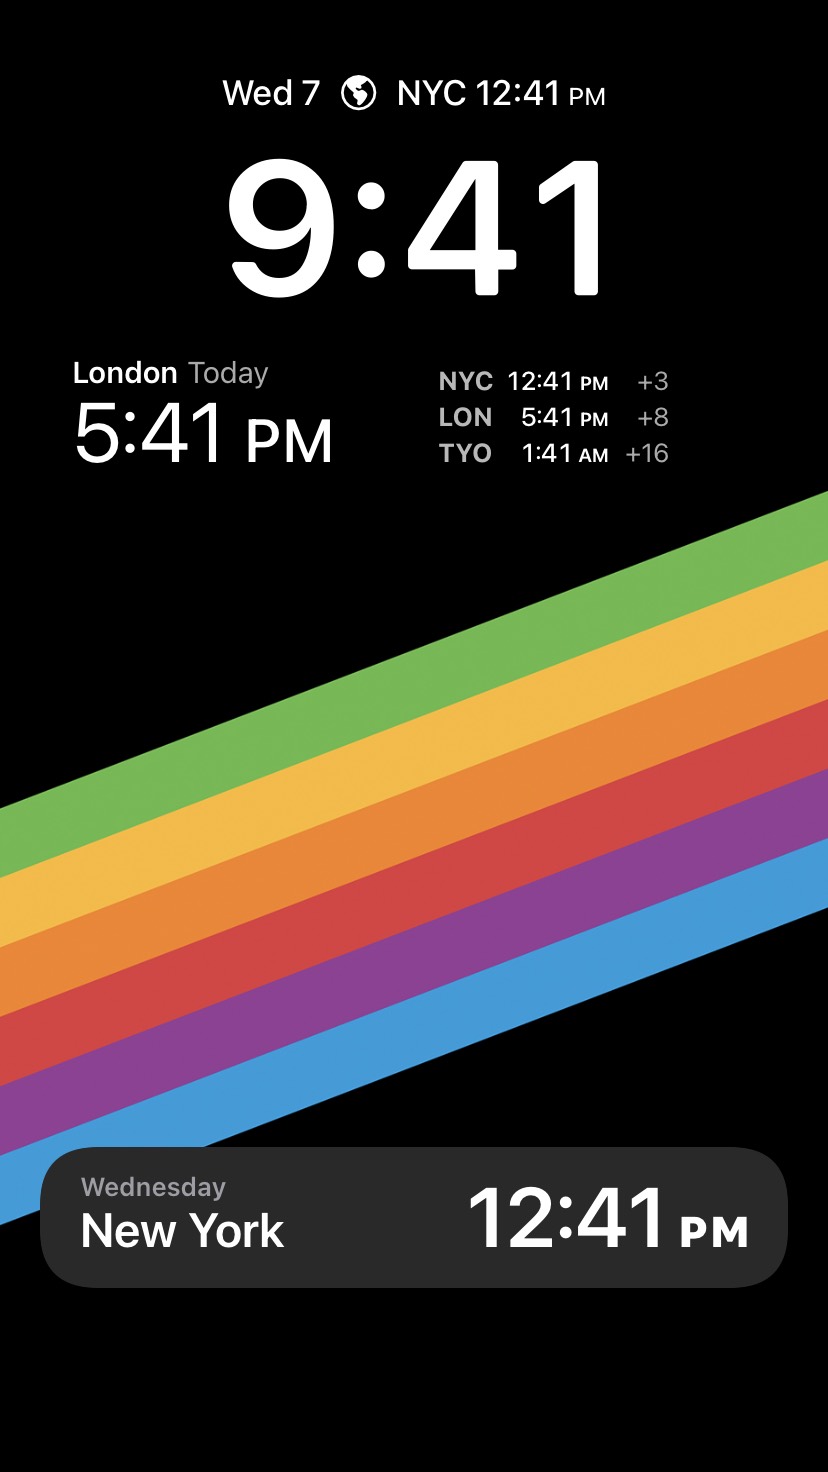 Wed 7 NYC 12:41 PM
9:41
London Today
5:41 PM
NYC 12:41 PM +3
LON 5:41 PM +8
TYO 1:41 AM +16
Wednesday
New York
12:41 PM